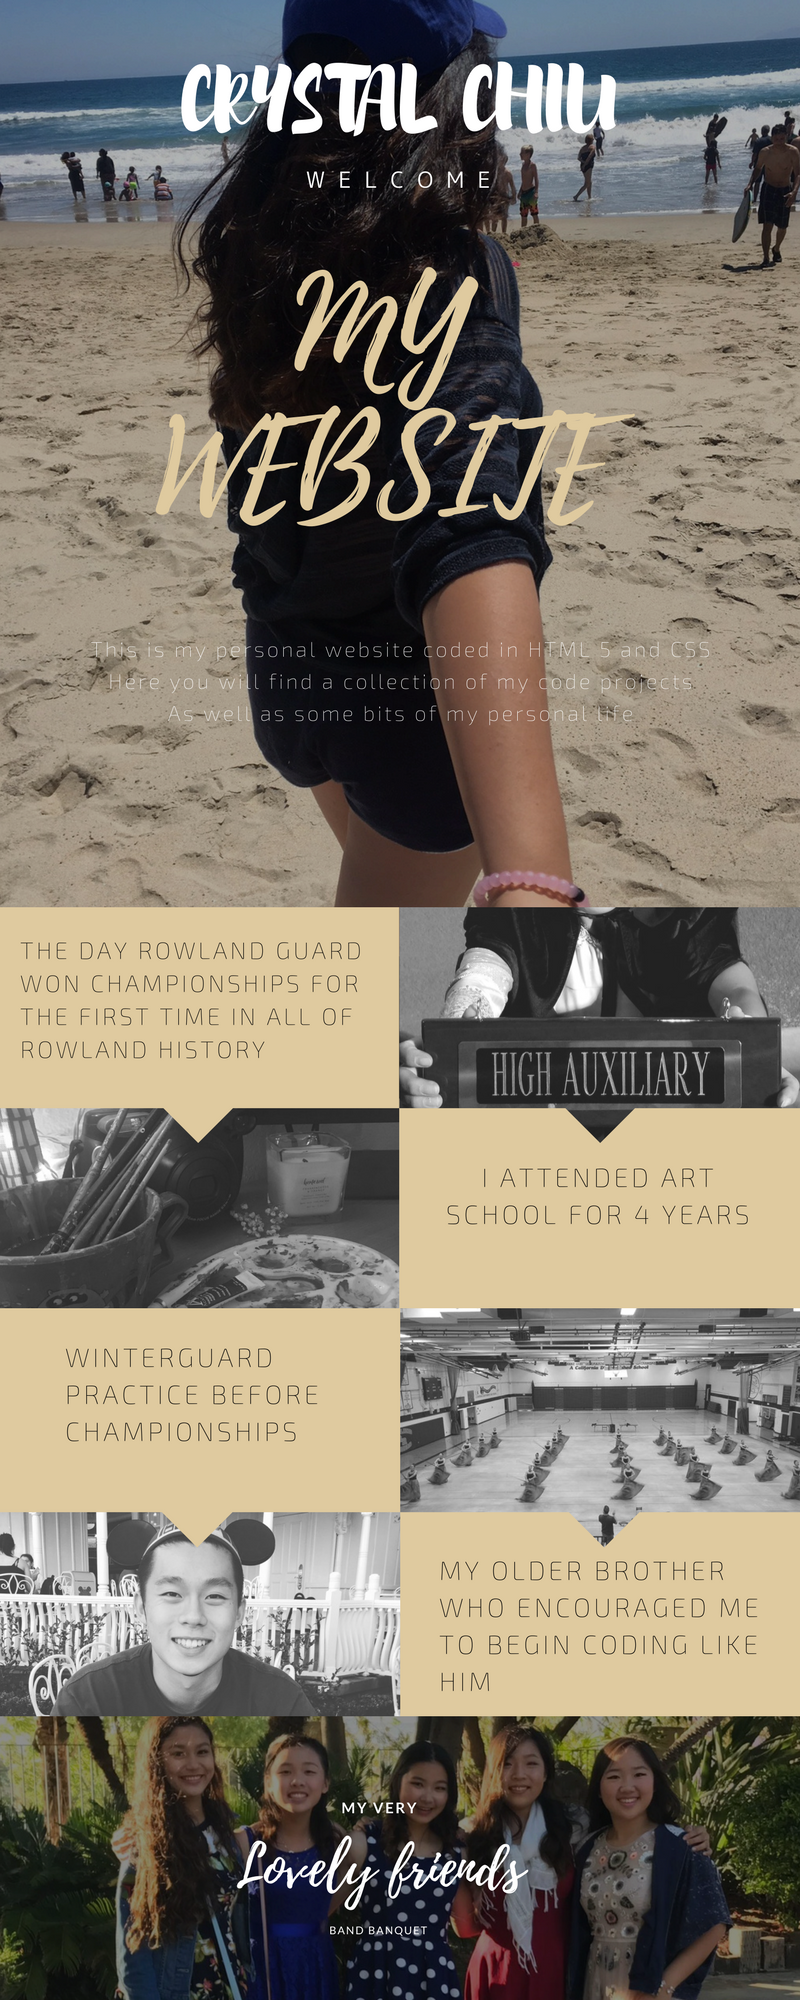 CRYSTAL CHIU
WELCOME
MY
WEBSITE
This is my personal website coded in HTML 5 and CSS
Here you will find a collection of my code projects
As well as some bits of my personal life
THE DAY ROWLAND GUARD
WON CHAMPIONSHIPS FOR
THE FIRST TIME IN ALL OF
ROWLAND HISTORY
HIGH AUXILIARY
I ATTENDED ART
SCHOOL FOR 4 YEARS
WINTERGUARD
PRACTICE BEFORE
CHAMPIONSHIPS
A California School
MY OLDER BROTHER
WHO ENCOURAGED ME
TO BEGIN CODING LIKE
HIM
MY VERY
Lovely friends
BAND BANQUET